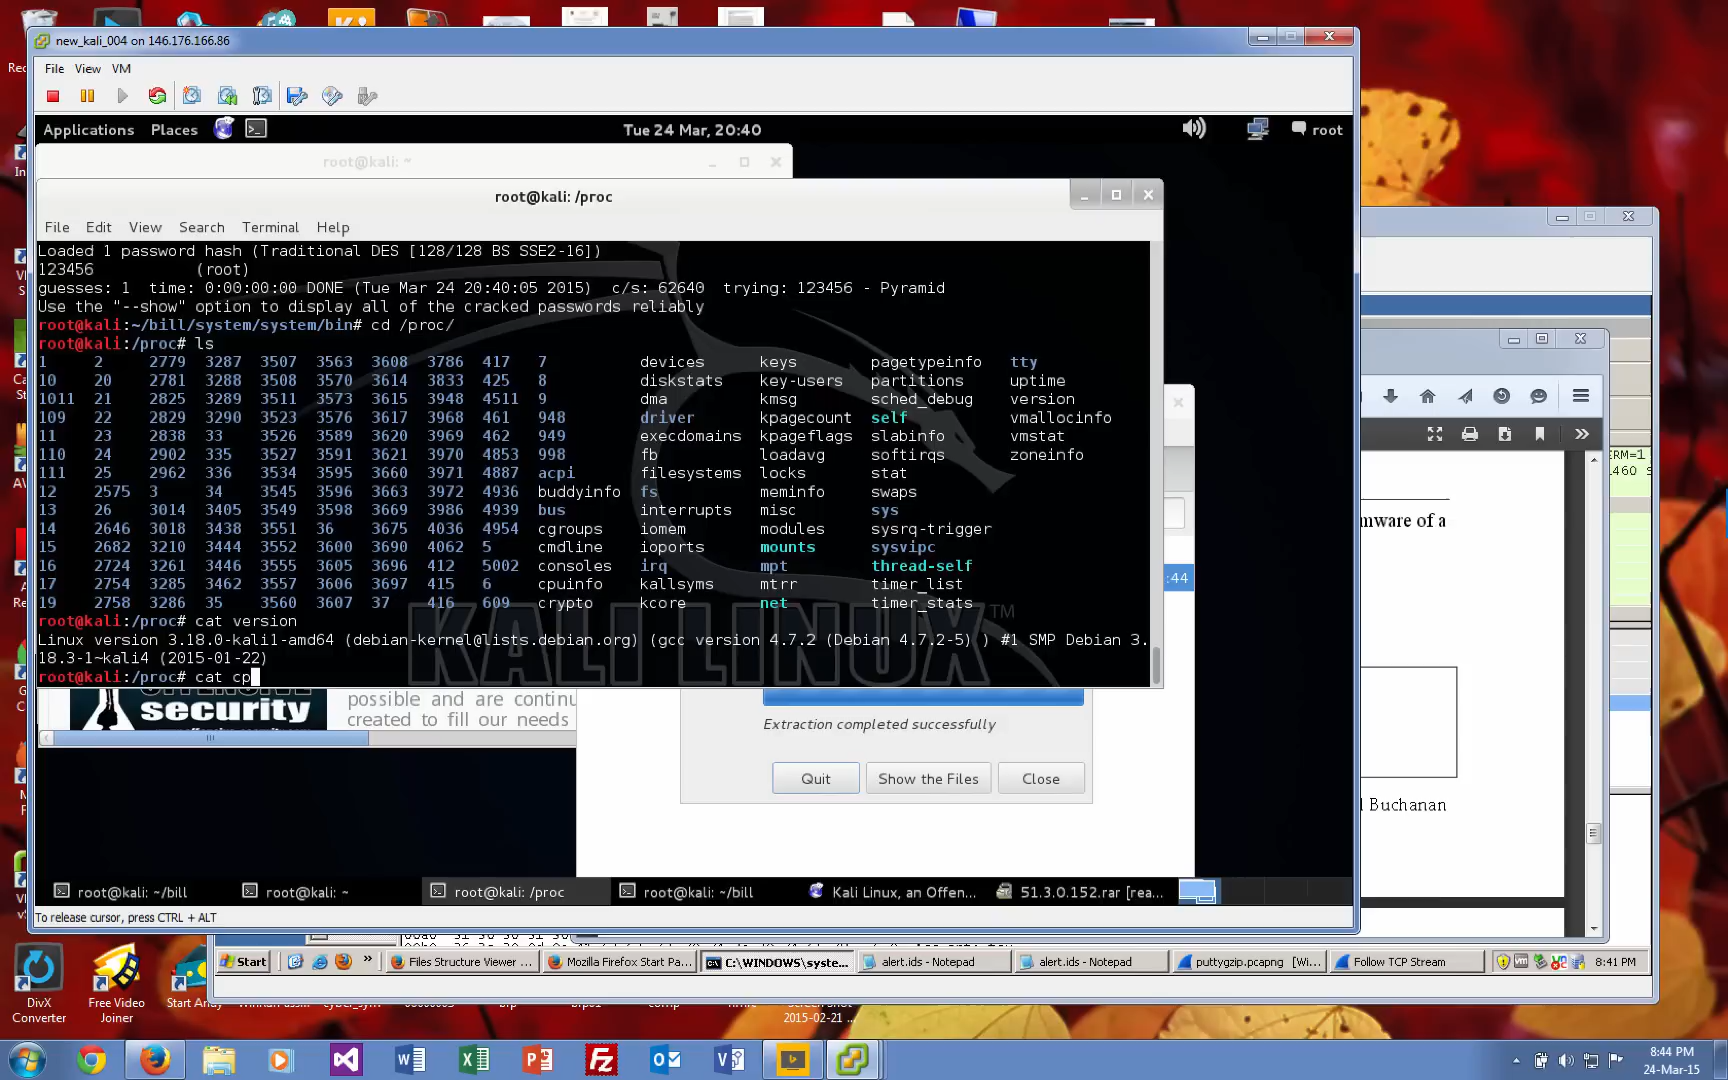 new_kali_004 on 146.176.166.86
File View VM
Applications Places Tue 24 Mar, 20:40 root
root@kali: ~
root@kali: /proc
File Edit View Search Terminal Help
Loaded 1 password hash (Traditional DES [128/128 BS SSE2-16])
123456 (root)
guesses: 1 time: 0:00:00:00 DONE (Tue Mar 24 20:40:05 2015) c/s: 62640 trying: 123456 - Pyramid
Use the "--show" option to display all of the cracked passwords reliably
root@kali:~/bill/system/system/bin# cd /proc/
root@kali:/proc# ls
1 2 2779 3287 3507 3563 3608 3786 417 7 devices keys pagetypeinfo tty
10 20 2781 3288 3508 3570 3614 3833 425 8 diskstats key-users partitions uptime
1011 21 2825 3289 3511 3573 3615 3948 4511 9 dma kmsg sched_debug version
109 22 2829 3290 3523 3576 3617 3968 461 948 driver kpagecount self vmallocinfo
11 23 2838 33 3526 3589 3620 3969 462 949 execdomains kpageflags slabinfo vmstat
110 24 2902 335 3527 3591 3621 3970 4853 998 fb loadavg softirqs zoneinfo
111 25 2962 336 3534 3595 3660 3971 4887 acpi filesystems locks stat
12 2575 3 34 3545 3596 3663 3972 4936 buddyinfo fs meminfo swaps
13 26 3014 3405 3549 3598 3669 3986 4939 bus interrupts misc sys
14 2646 3018 3438 3551 36 3675 4036 4954 cgroups iomem modules sysrq-trigger
15 2682 3210 3444 3552 3600 3690 4062 5 cmdline ioports mounts sysvipc
16 2724 3261 3446 3555 3605 3696 412 5002 consoles irq mpt thread-self
17 2754 3285 3462 3557 3606 3697 415 6 cpuinfo kallsyms mtrr timer_list
19 2758 3286 35 3560 3607 37 416 609 crypto kcore net timer_stats
root@kali:/proc# cat version
Linux version 3.18.0-kali1-amd64 (debian-kernel@lists.debian.org) (gcc version 4.7.2 (Debian 4.7.2-5) ) #1 SMP Debian 3.
18.3-1~kali4 (2015-01-22)
root@kali:/proc# cat cp
KALI LINUX™
security
possible and are continu
created to fill our needs
Extraction completed successfully
Quit Show the Files Close
:44
ERM=1
1460 S
mware of a
l Buchanan
root@kali: ~/bill root@kali: ~ root@kali: /proc root@kali: ~/bill Kali Linux, an Offen... 51.3.0.152.rar [rea...
To release cursor, press CTRL + ALT
Start Files Structure Viewer ... Mozilla Firefox Start Pa... C:\WINDOWS\syste... alert.ids - Notepad alert.ids - Notepad puttygzip.pcapng [Wi... Follow TCP Stream 8:41 PM
DivX Converter
Free Video Joiner
Start Andy
2015-02-21 ...
8:44 PM
24-Mar-15